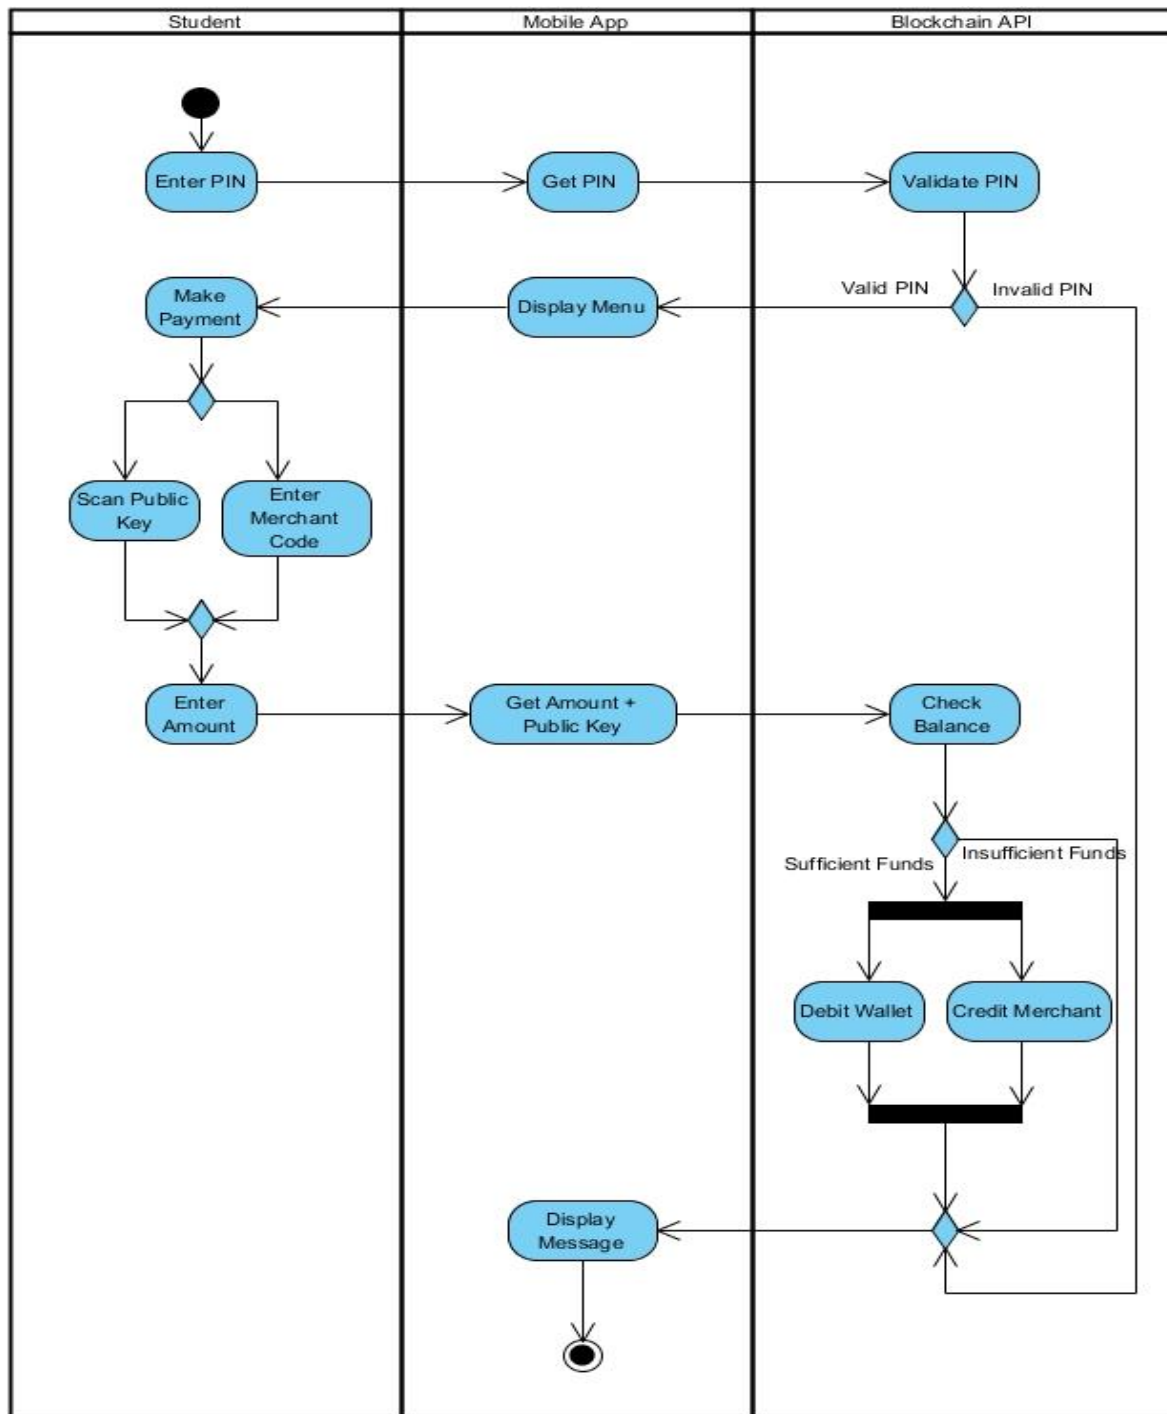 Student
Mobile App
Blockchain API
Enter PIN
Get PIN
Validate PIN
Make
Payment
Display Menu
Valid PIN
Invalid PIN
Scan Public
Key
Enter
Merchant
Code
Enter
Amount
Get Amount +
Public Key
Check
Balance
Sufficient Funds
Insufficient Funds
Debit Wallet
Credit Merchant
Display
Message